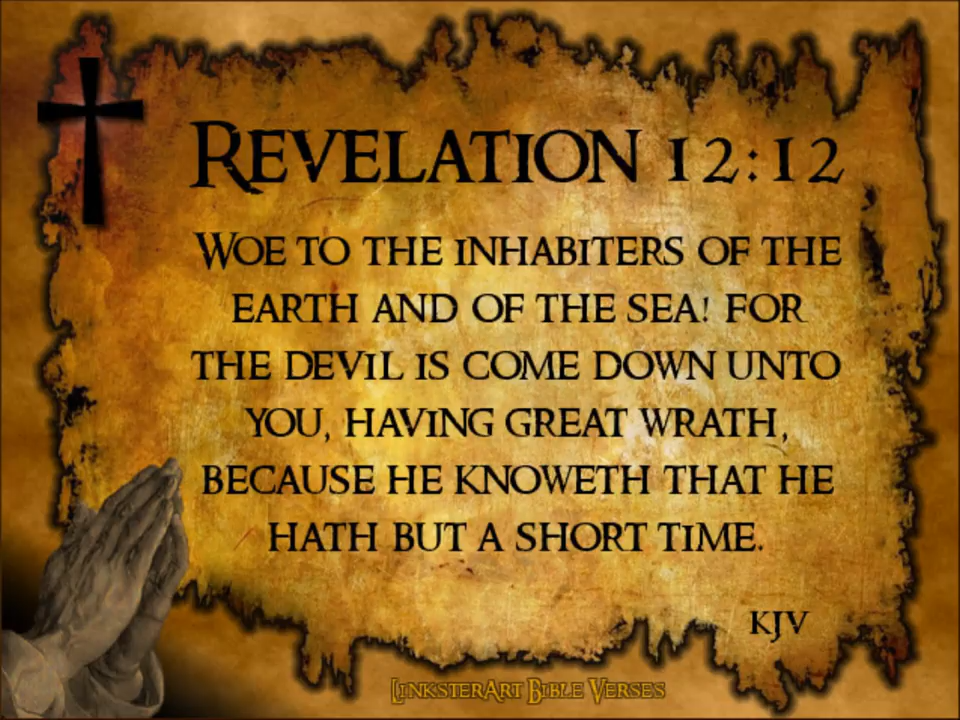 Revelation 12:12
Woe to the inhabiters of the
earth and of the sea! for
the devil is come down unto
you, having great wrath,
because he knoweth that he
hath but a short time.
KJV
LinksterArt Bible Verses